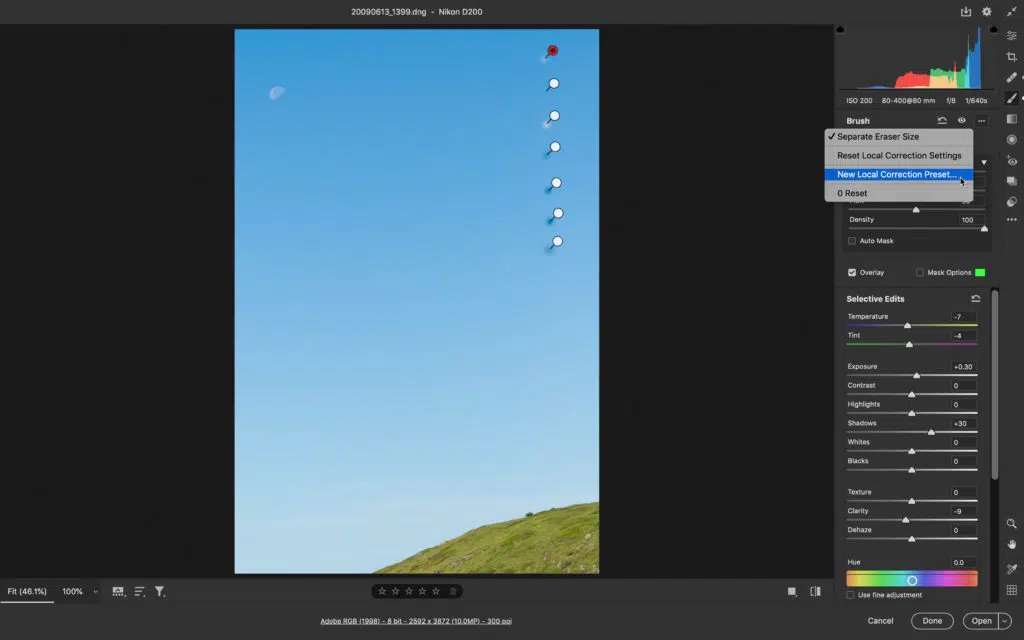 20090613_1399.dng - Nikon D200
ISO 200 80-400@80 mm f/8 1/640s
Brush
Separate Eraser Size
Reset Local Correction Settings
New Local Correction Preset...
0 Reset
Density 100
Auto Mask
Overlay Mask Options
Selective Edits
Temperature -7
Tint -4
Exposure +0.30
Contrast 0
Highlights 0
Shadows +30
Whites 0
Blacks 0
Texture 0
Clarity -9
Dehaze 0
Hue 0.0
Use fine adjustment
Fit (46.1%) 100%
Adobe RGB (1998) - 8 bit - 2592 x 3872 (10.0MP) - 300 ppi
Cancel Done Open